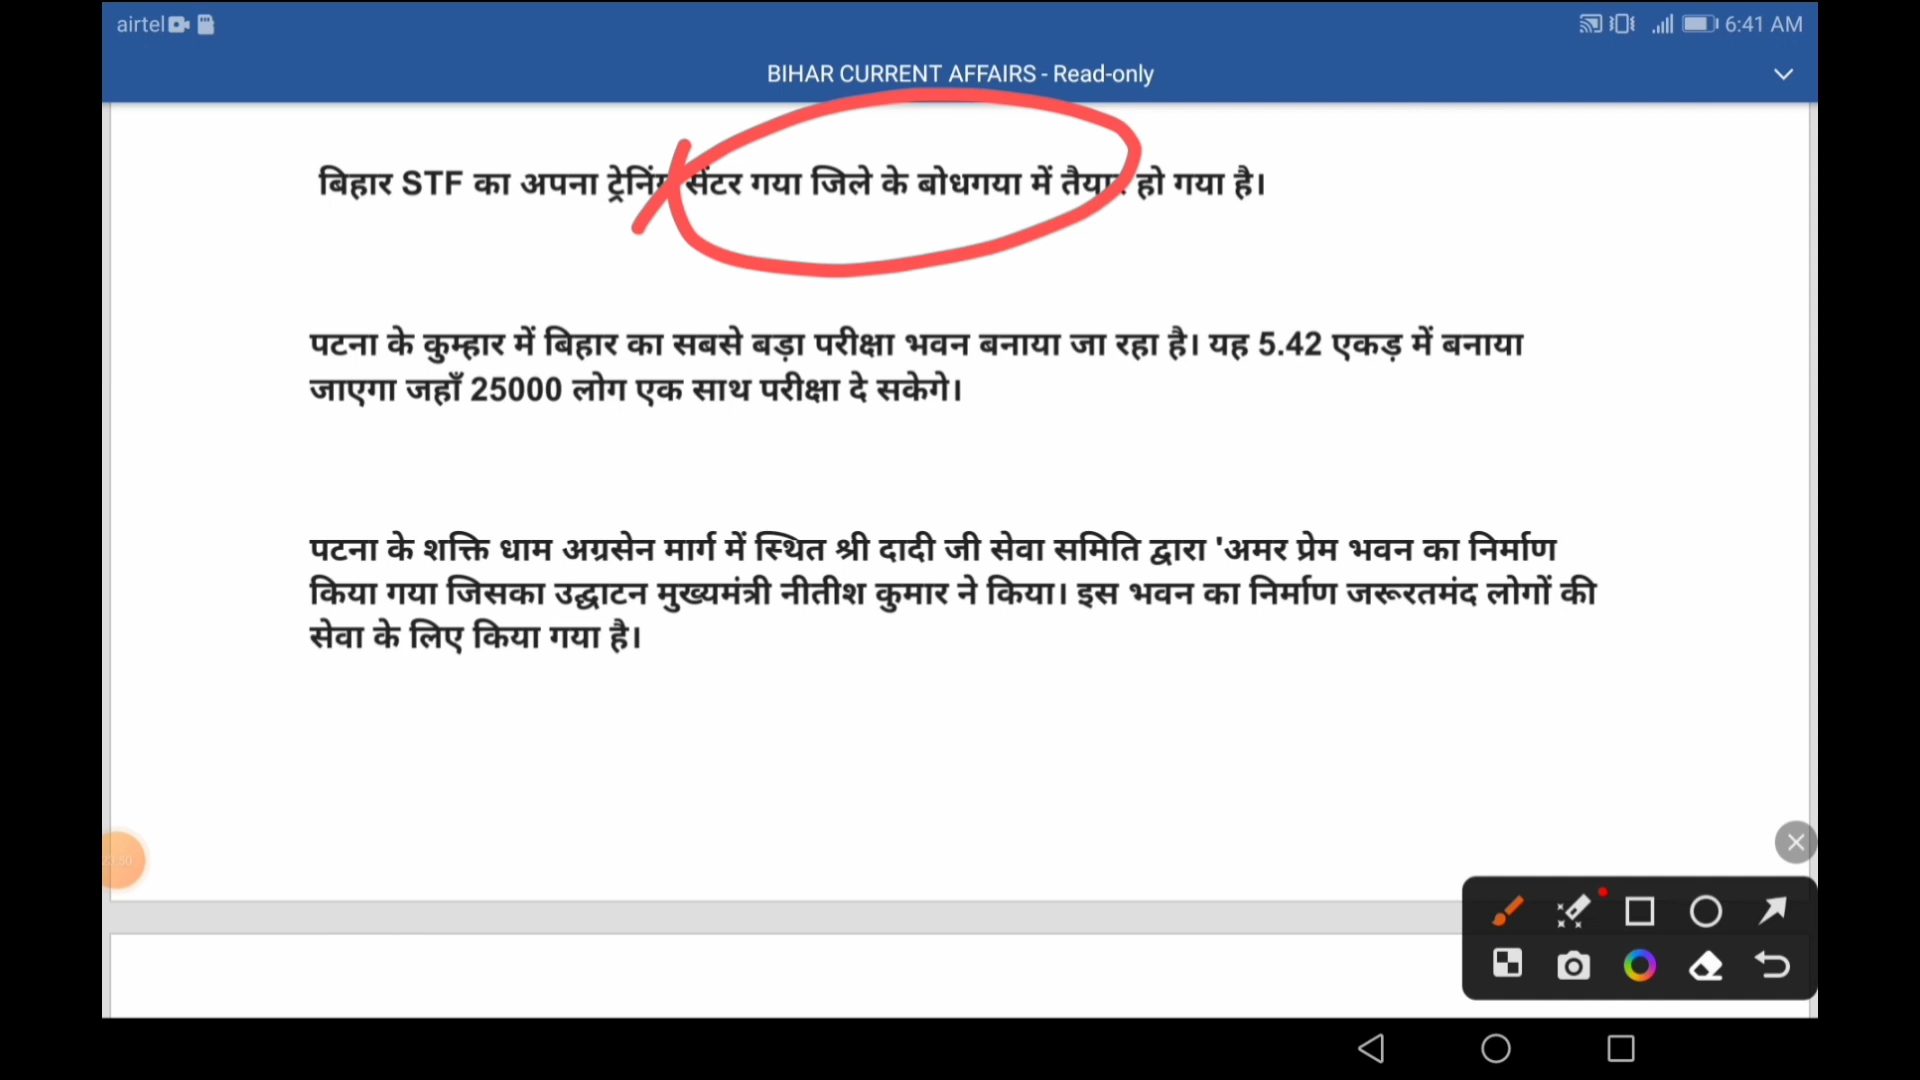 airtel 6:41 AM
BIHAR CURRENT AFFAIRS - Read-only
बिहार STF का अपना ट्रेनिंग सेंटर गया जिले के बोधगया में तैयार हो गया है।
पटना के कुम्हार में बिहार का सबसे बड़ा परीक्षा भवन बनाया जा रहा है। यह 5.42 एकड़ में बनाया
जाएगा जहाँ 25000 लोग एक साथ परीक्षा दे सकेगे।
पटना के शक्ति धाम अग्रसेन मार्ग में स्थित श्री दादी जी सेवा समिति द्वारा 'अमर प्रेम भवन का निर्माण
किया गया जिसका उद्घाटन मुख्यमंत्री नीतीश कुमार ने किया। इस भवन का निर्माण जरूरतमंद लोगों की
सेवा के लिए किया गया है।